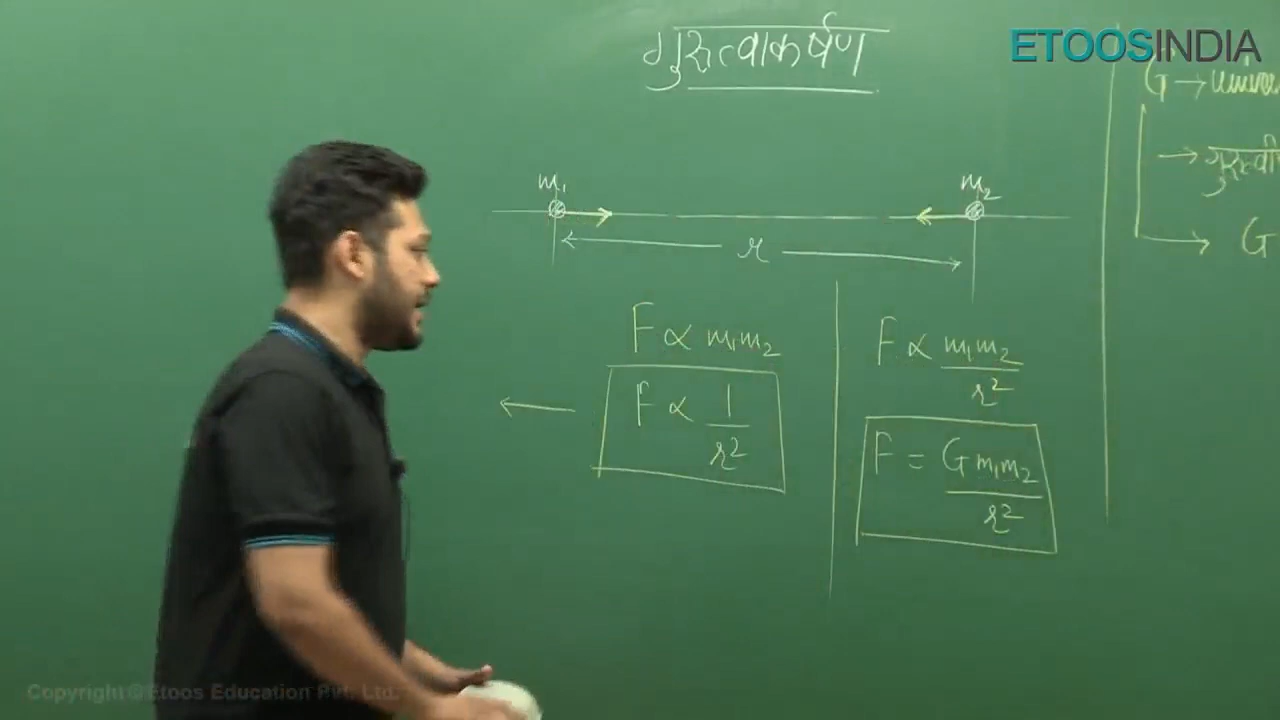 ETOOSINDIA
गुरुत्वाकर्षण
m₁
m₂
r
F ∝ m₁m₂
F ∝ 1/r²
F ∝ m₁m₂/r²
F = G m₁m₂/r²
G →
G
Copyright © Etoos Education Pvt. Ltd.